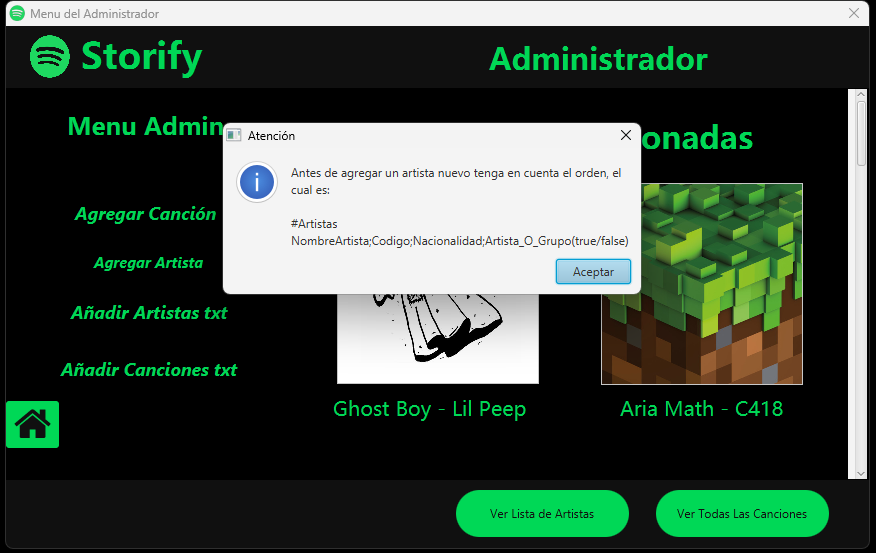 Menu del Administrador
Storify
Administrador
Menu Admin
onadas
Atención
Antes de agregar un artista nuevo tenga en cuenta el orden, el
cual es:
#Artistas
NombreArtista;Codigo;Nacionalidad;Artista_O_Grupo(true/false)
Aceptar
Agregar Canción
Agregar Artista
Añadir Artistas txt
Añadir Canciones txt
Ghost Boy - Lil Peep
Aria Math - C418
Ver Lista de Artistas
Ver Todas Las Canciones